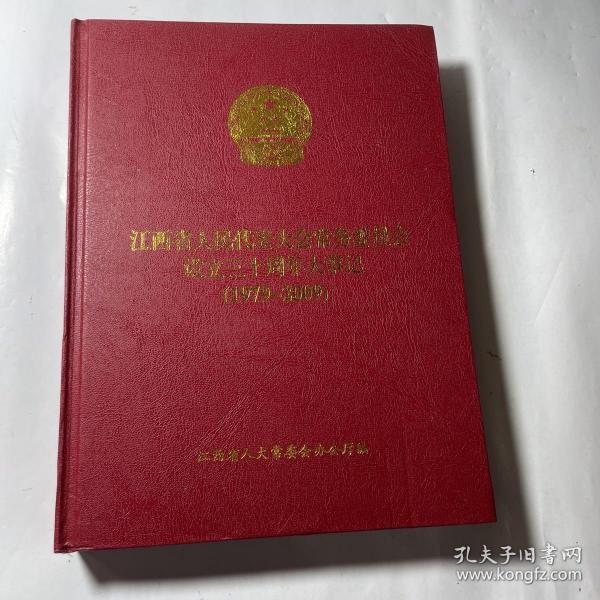 江西省人民代表大会常务委员会
设立三十周年大事记
(1979-2009)
江西省人大常委会办公厅编
孔夫子旧书网
www.kongfz.com